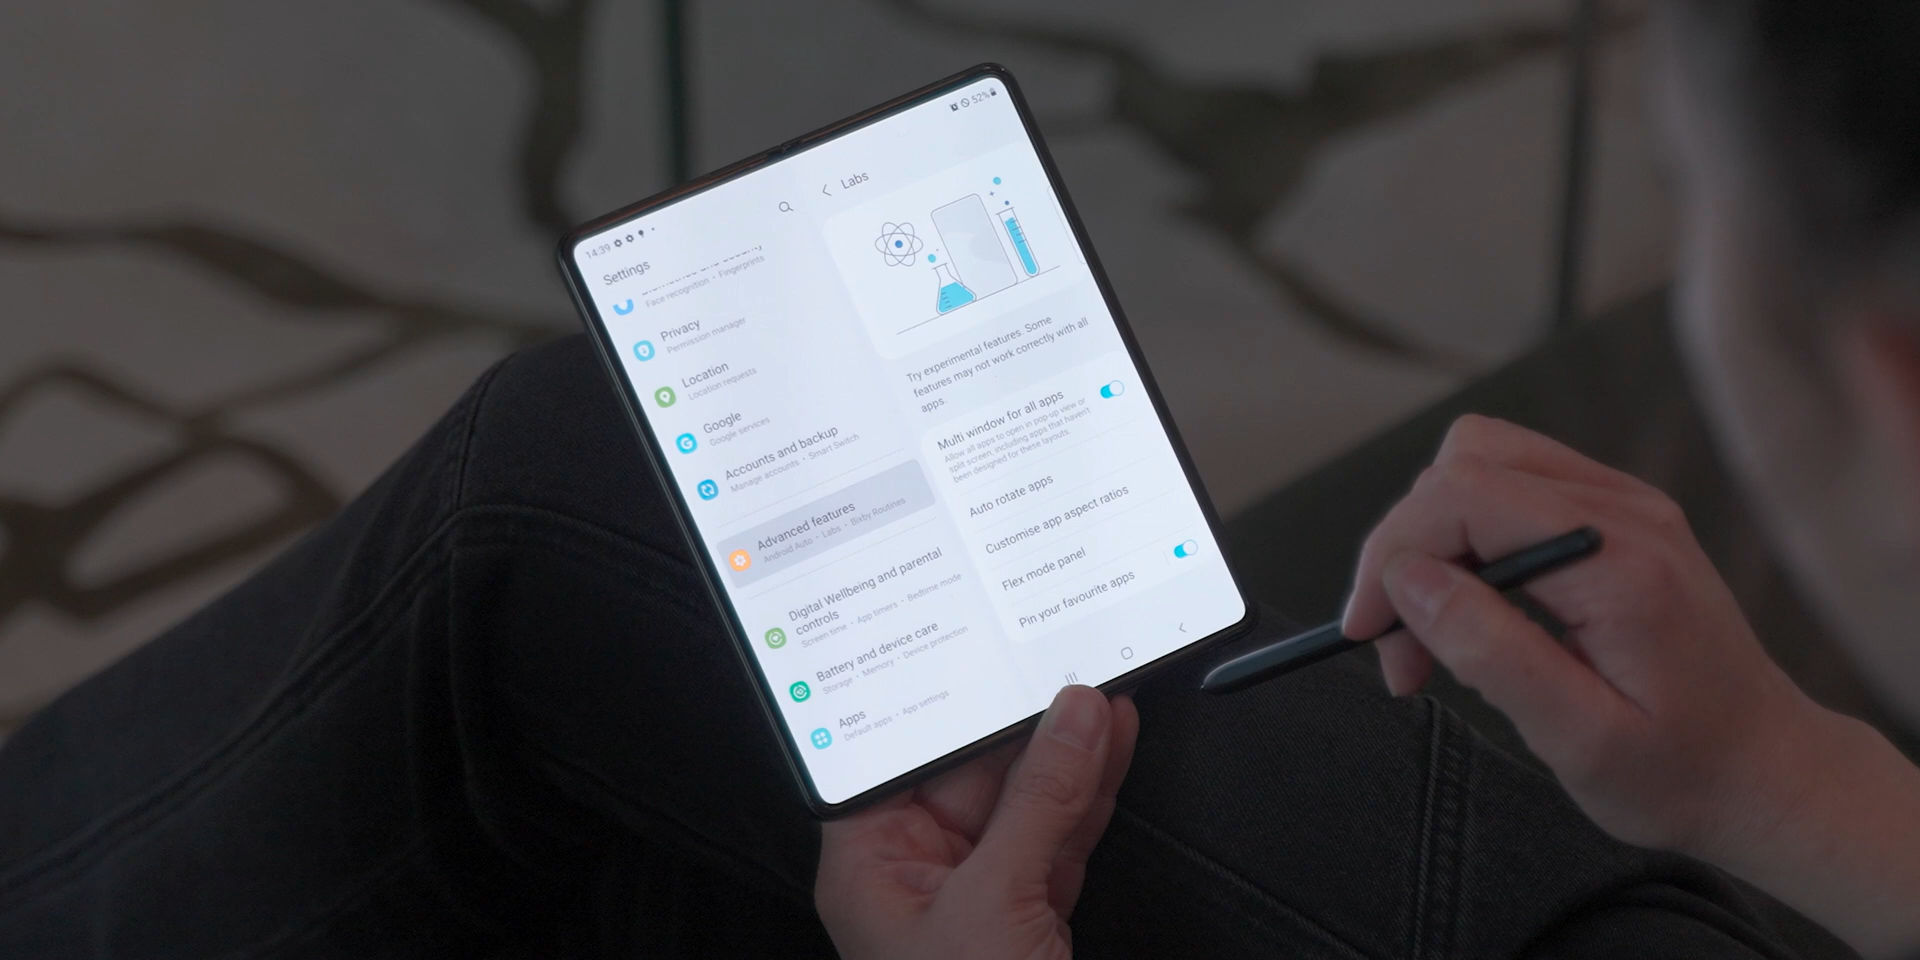 14:39
Settings
Face recognition • Fingerprints
Privacy
Permission manager
Location
Location requests
Google
Google services
Accounts and backup
Manage accounts • Smart Switch
Advanced features
Android Auto • Labs • Bixby Routines
Digital Wellbeing and parental
controls
Screen time • App timers • Bedtime mode
Battery and device care
Storage • Memory • Device protection
Apps
Default apps • App settings
52%
Labs
Try experimental features. Some
features may not work correctly with all
apps.
Multi window for all apps
Allow all apps to open in pop-up view or
split screen, including apps that haven't
been designed for these layouts.
Auto rotate apps
Customise app aspect ratios
Flex mode panel
Pin your favourite apps